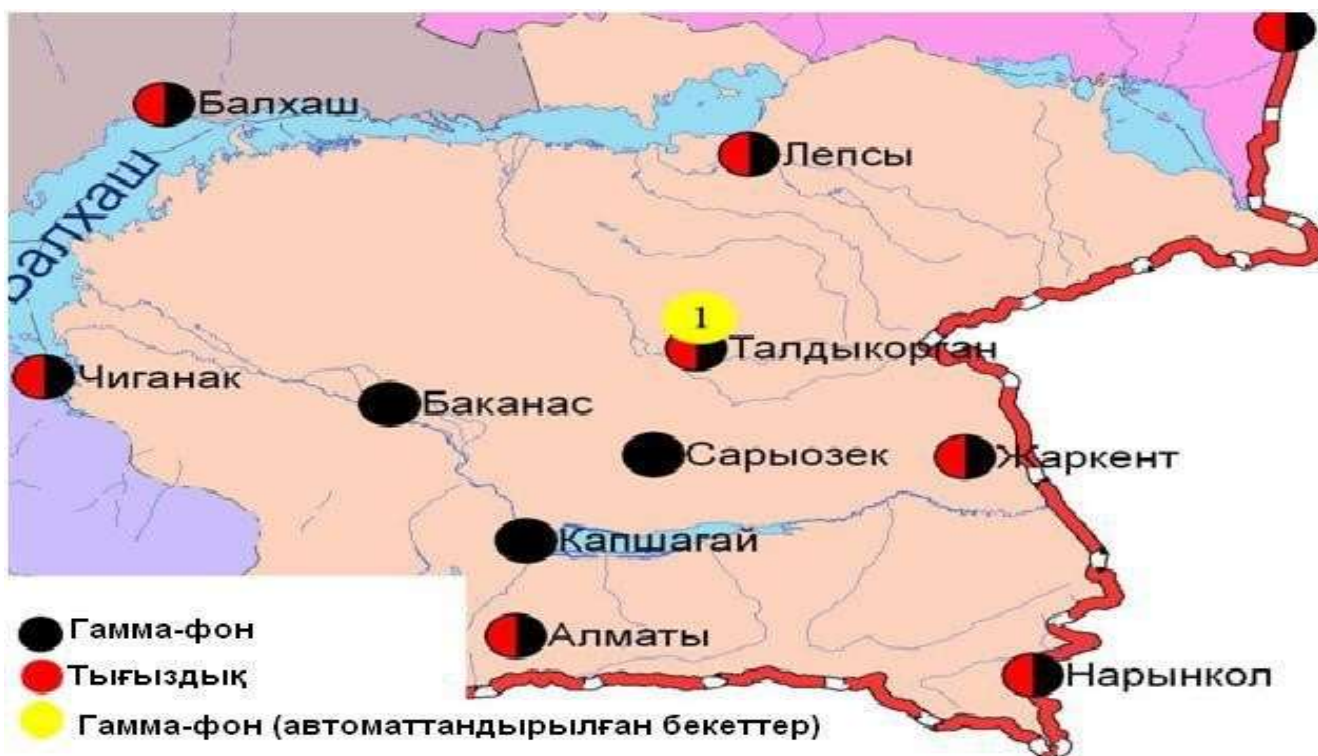 Балхаш
Лепсы
Балхаш
1
Талдыкорган
Чиганак
Баканас
Сарыозек
Жаркент
Капшагай
Гамма-фон
Алматы
Тығыздық
Нарынкол
Гамма-фон (автоматтандырылған бекеттер)